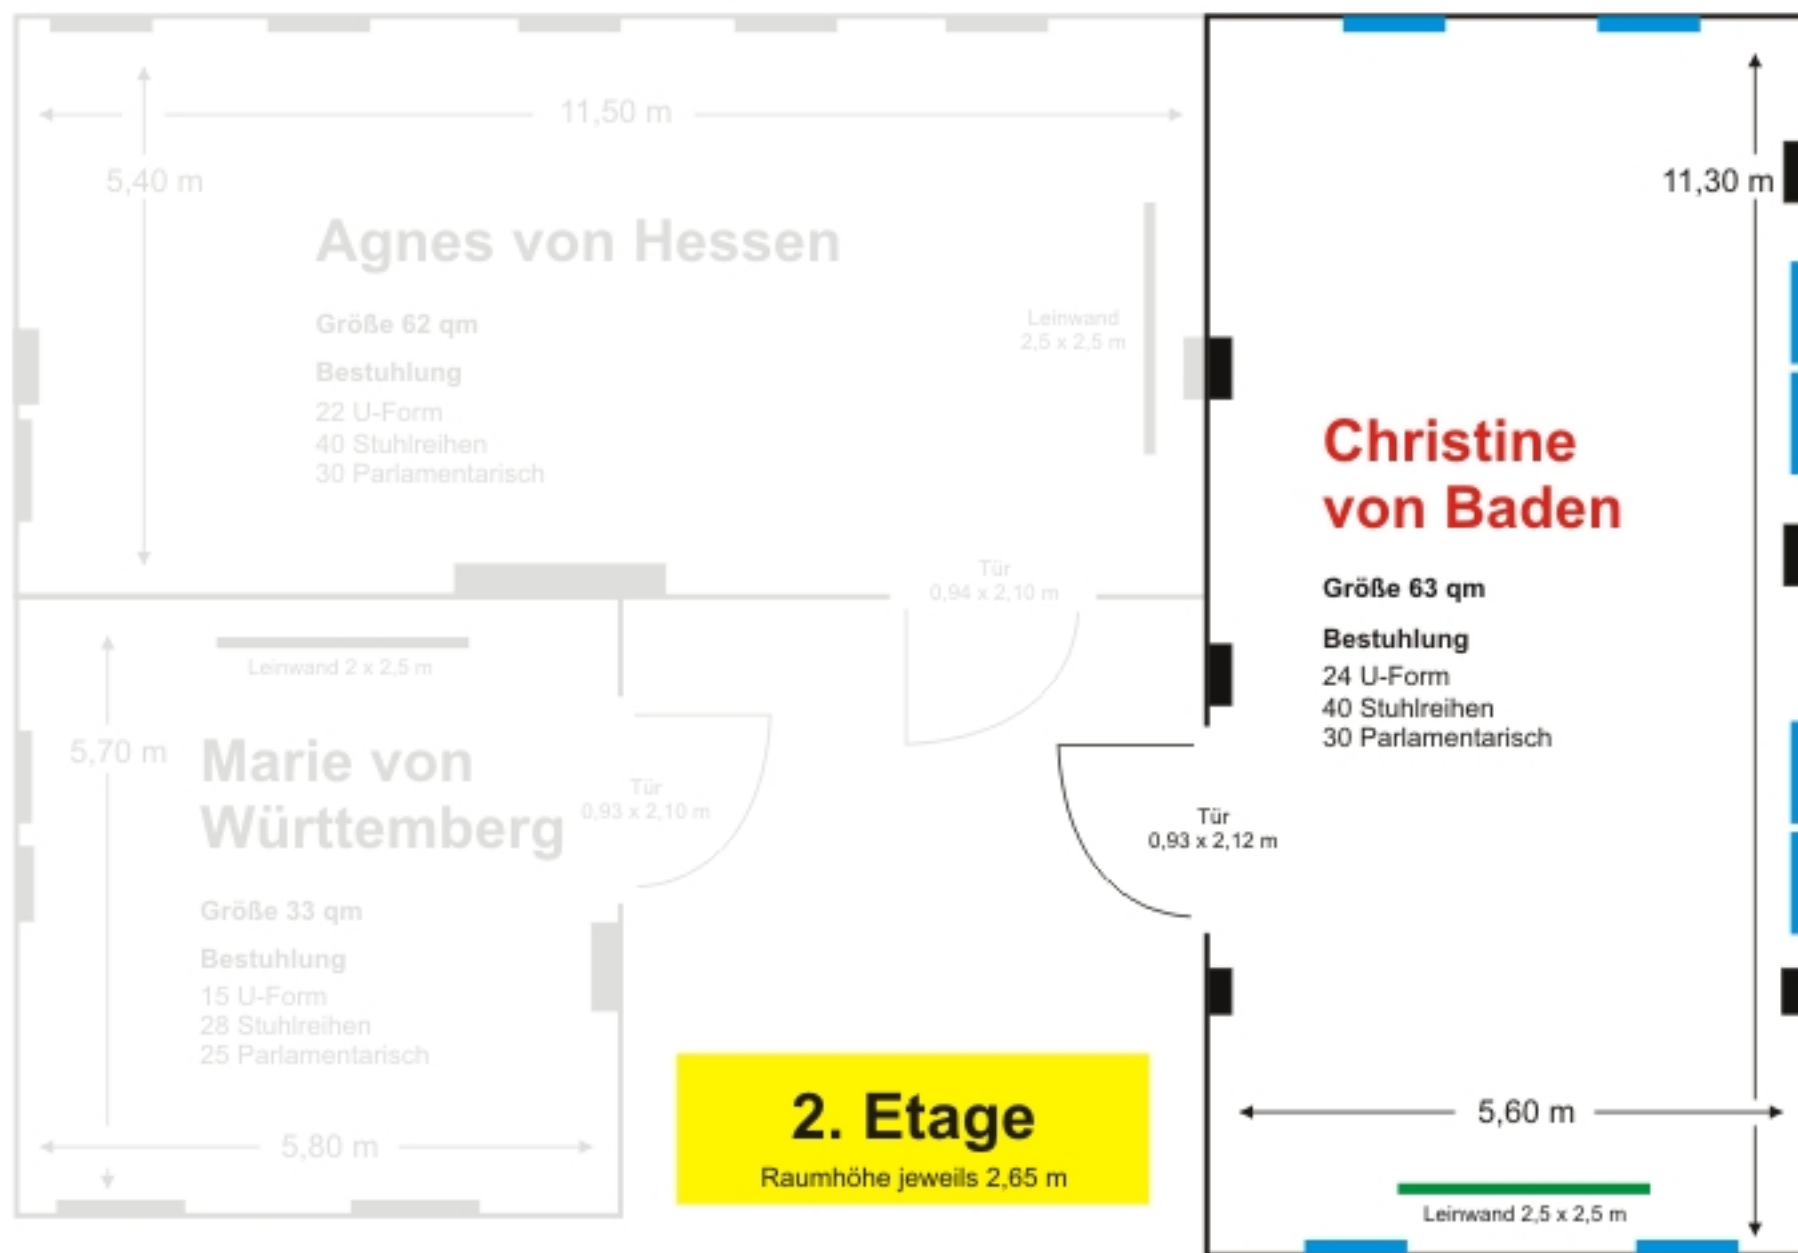 11,50 m
5,40 m
Agnes von Hessen
Größe 62 qm
Bestuhlung
22 U-Form
40 Stuhlreihen
30 Parlamentarisch
Leinwand
2,5 x 2,5 m
Tür
0,94 x 2,10 m
Leinwand 2 x 2,5 m
5,70 m
Marie von
Württemberg
Größe 33 qm
Bestuhlung
15 U-Form
28 Stuhlreihen
25 Parlamentarisch
Tür
0,93 x 2,10 m
5,80 m
2. Etage
Raumhöhe jeweils 2,65 m
11,30 m
Christine
von Baden
Größe 63 qm
Bestuhlung
24 U-Form
40 Stuhlreihen
30 Parlamentarisch
Tür
0,93 x 2,12 m
5,60 m
Leinwand 2,5 x 2,5 m